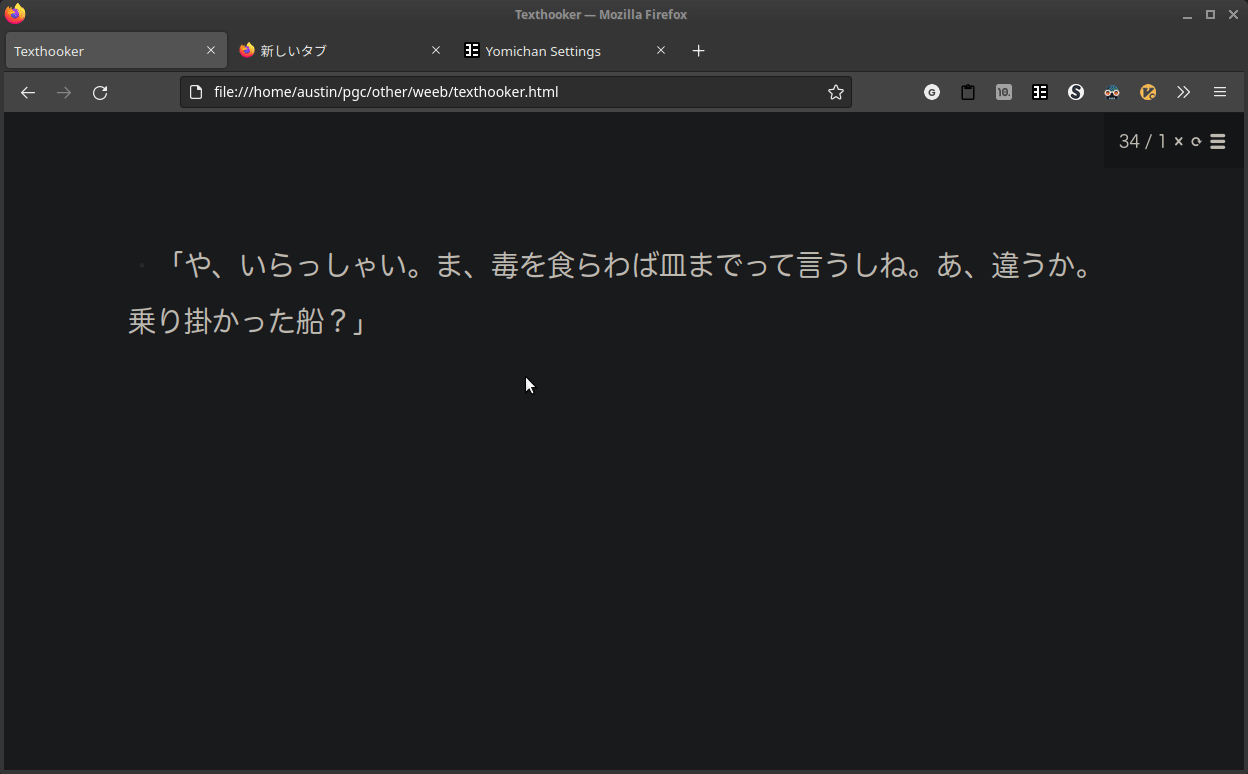 Texthooker — Mozilla Firefox
Texthooker
新しいタブ
Yomichan Settings
file:///home/austin/pgc/other/weeb/texthooker.html
G
10.
S
34 / 1
「や、いらっしゃい。ま、毒を食らわば皿までって言うしね。あ、違うか。
乗り掛かった船？」